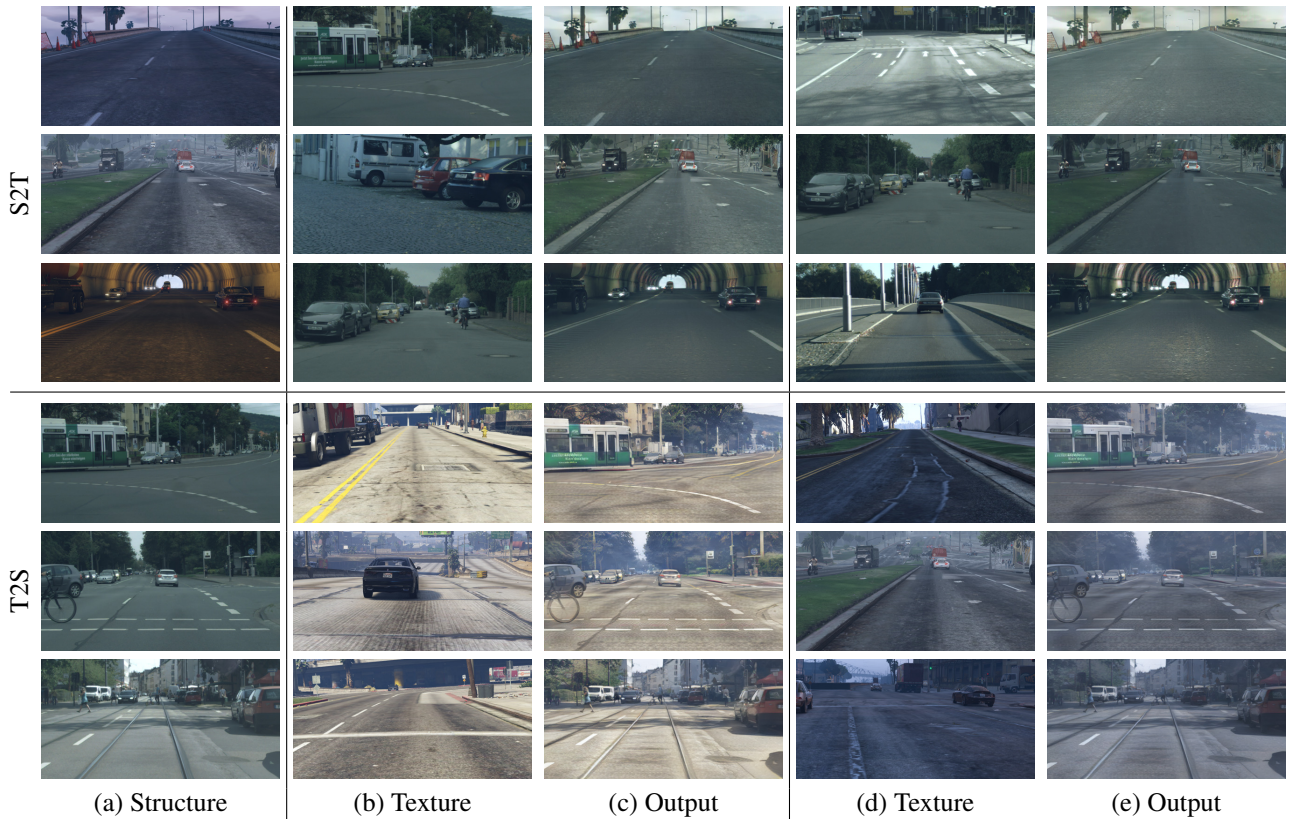 S2T
T2S
(a) Structure
(b) Texture
(c) Output
(d) Texture
(e) Output